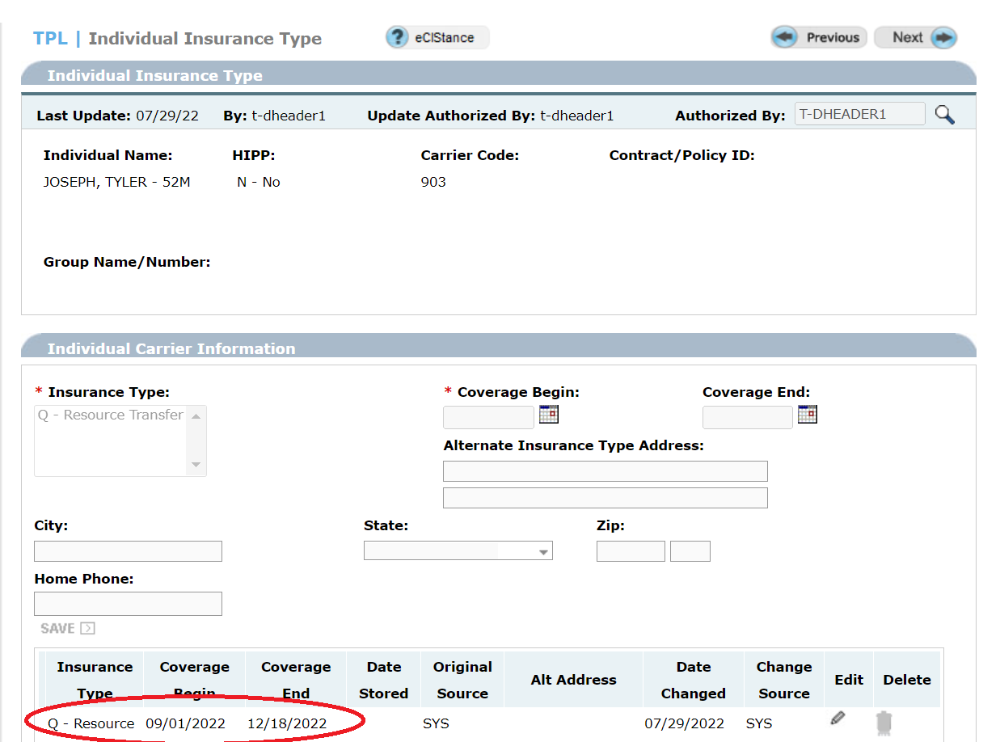 TPL | Individual Insurance Type
? eCIStance
Previous
Next
Individual Insurance Type
Last Update: 07/29/22 By: t-dheader1 Update Authorized By: t-dheader1 Authorized By: T-DHEADER1
Individual Name: HIPP: Carrier Code: Contract/Policy ID:
JOSEPH, TYLER - 52M N - No 903
Group Name/Number:
Individual Carrier Information
* Insurance Type: * Coverage Begin: Coverage End:
Q - Resource Transfer
Alternate Insurance Type Address:
City: State: Zip:
Home Phone:
SAVE
Insurance Type Coverage Begin Coverage End Date Stored Original Source Alt Address Date Changed Change Source Edit Delete
Q - Resource 09/01/2022 12/18/2022 SYS 07/29/2022 SYS